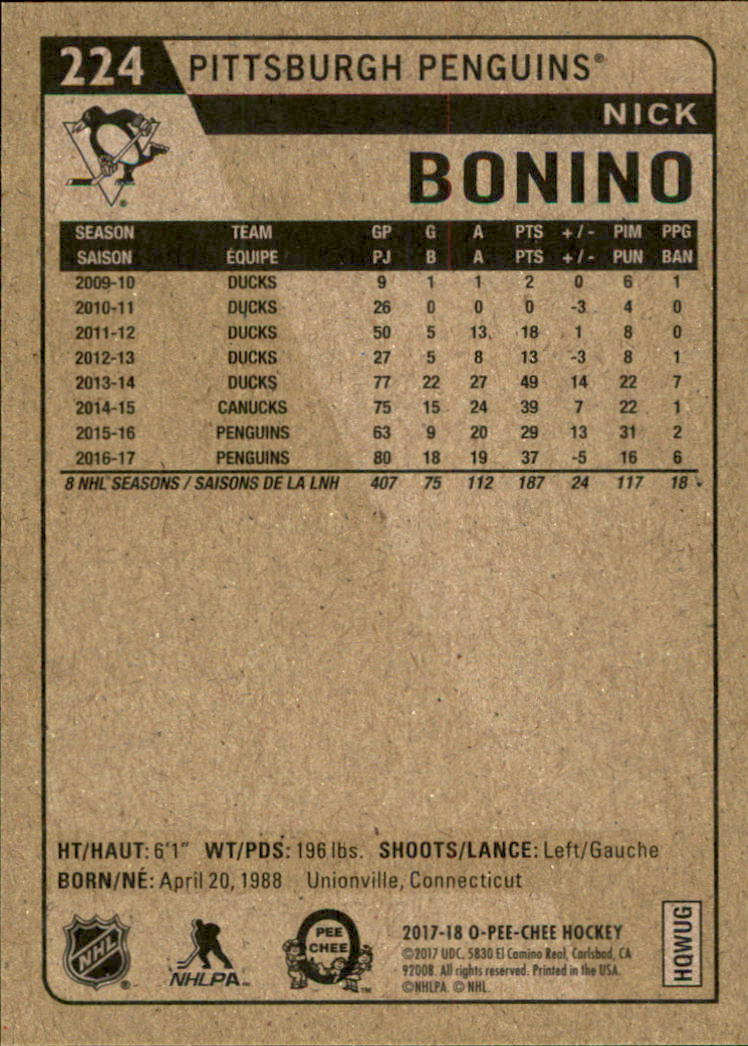 224 PITTSBURGH PENGUINS®
NICK
BONINO
SEASON TEAM GP G A PTS +/- PIM PPG
SAISON ÉQUIPE PJ B A PTS +/- PUN BAN
2009-10 DUCKS 9 1 1 2 0 6 1
2010-11 DUCKS 26 0 0 0 -3 4 0
2011-12 DUCKS 50 5 13 18 1 8 0
2012-13 DUCKS 27 5 8 13 -3 8 1
2013-14 DUCKS 77 22 27 49 14 22 7
2014-15 CANUCKS 75 15 24 39 7 22 1
2015-16 PENGUINS 63 9 20 29 13 31 2
2016-17 PENGUINS 80 18 19 37 -5 16 6
8 NHL SEASONS / SAISONS DE LA LNH 407 75 112 187 24 117 18
HT/HAUT: 6'1" WT/PDS: 196 lbs. SHOOTS/LANCE: Left/Gauche
BORN/NÉ: April 20, 1988 Unionville, Connecticut
NHL®
NHLPA™
O
PEE
CHEE™
2017-18 O-PEE-CHEE HOCKEY
©2017 UDC. 5830 El Camino Real, Carlsbad, CA
92008. All rights reserved. Printed in the USA.
©NHLPA. © NHL.
HQWUG